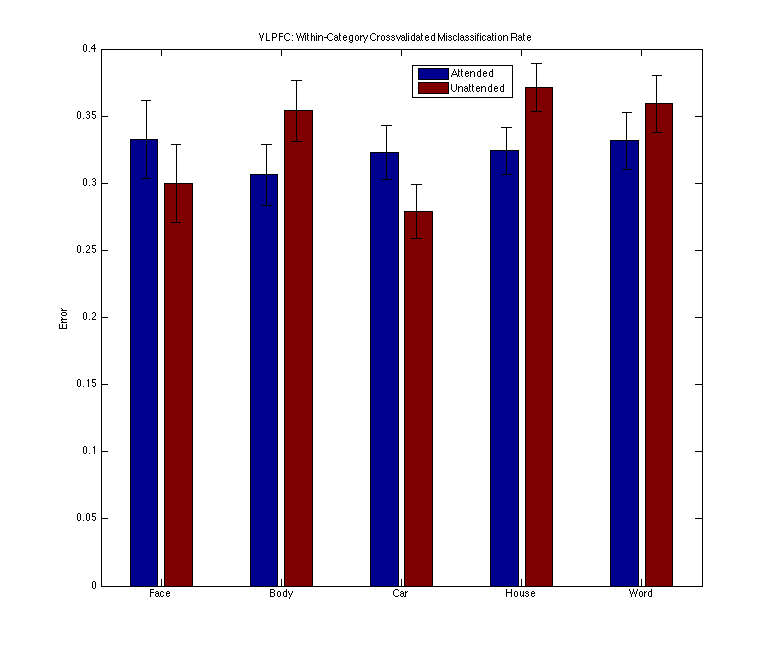 VLPFC: Within-Category Crossvalidated Misclassification Rate
Attended
Unattended
Error
0.4
0.35
0.3
0.25
0.2
0.15
0.1
0.05
0
Face Body Car House Word